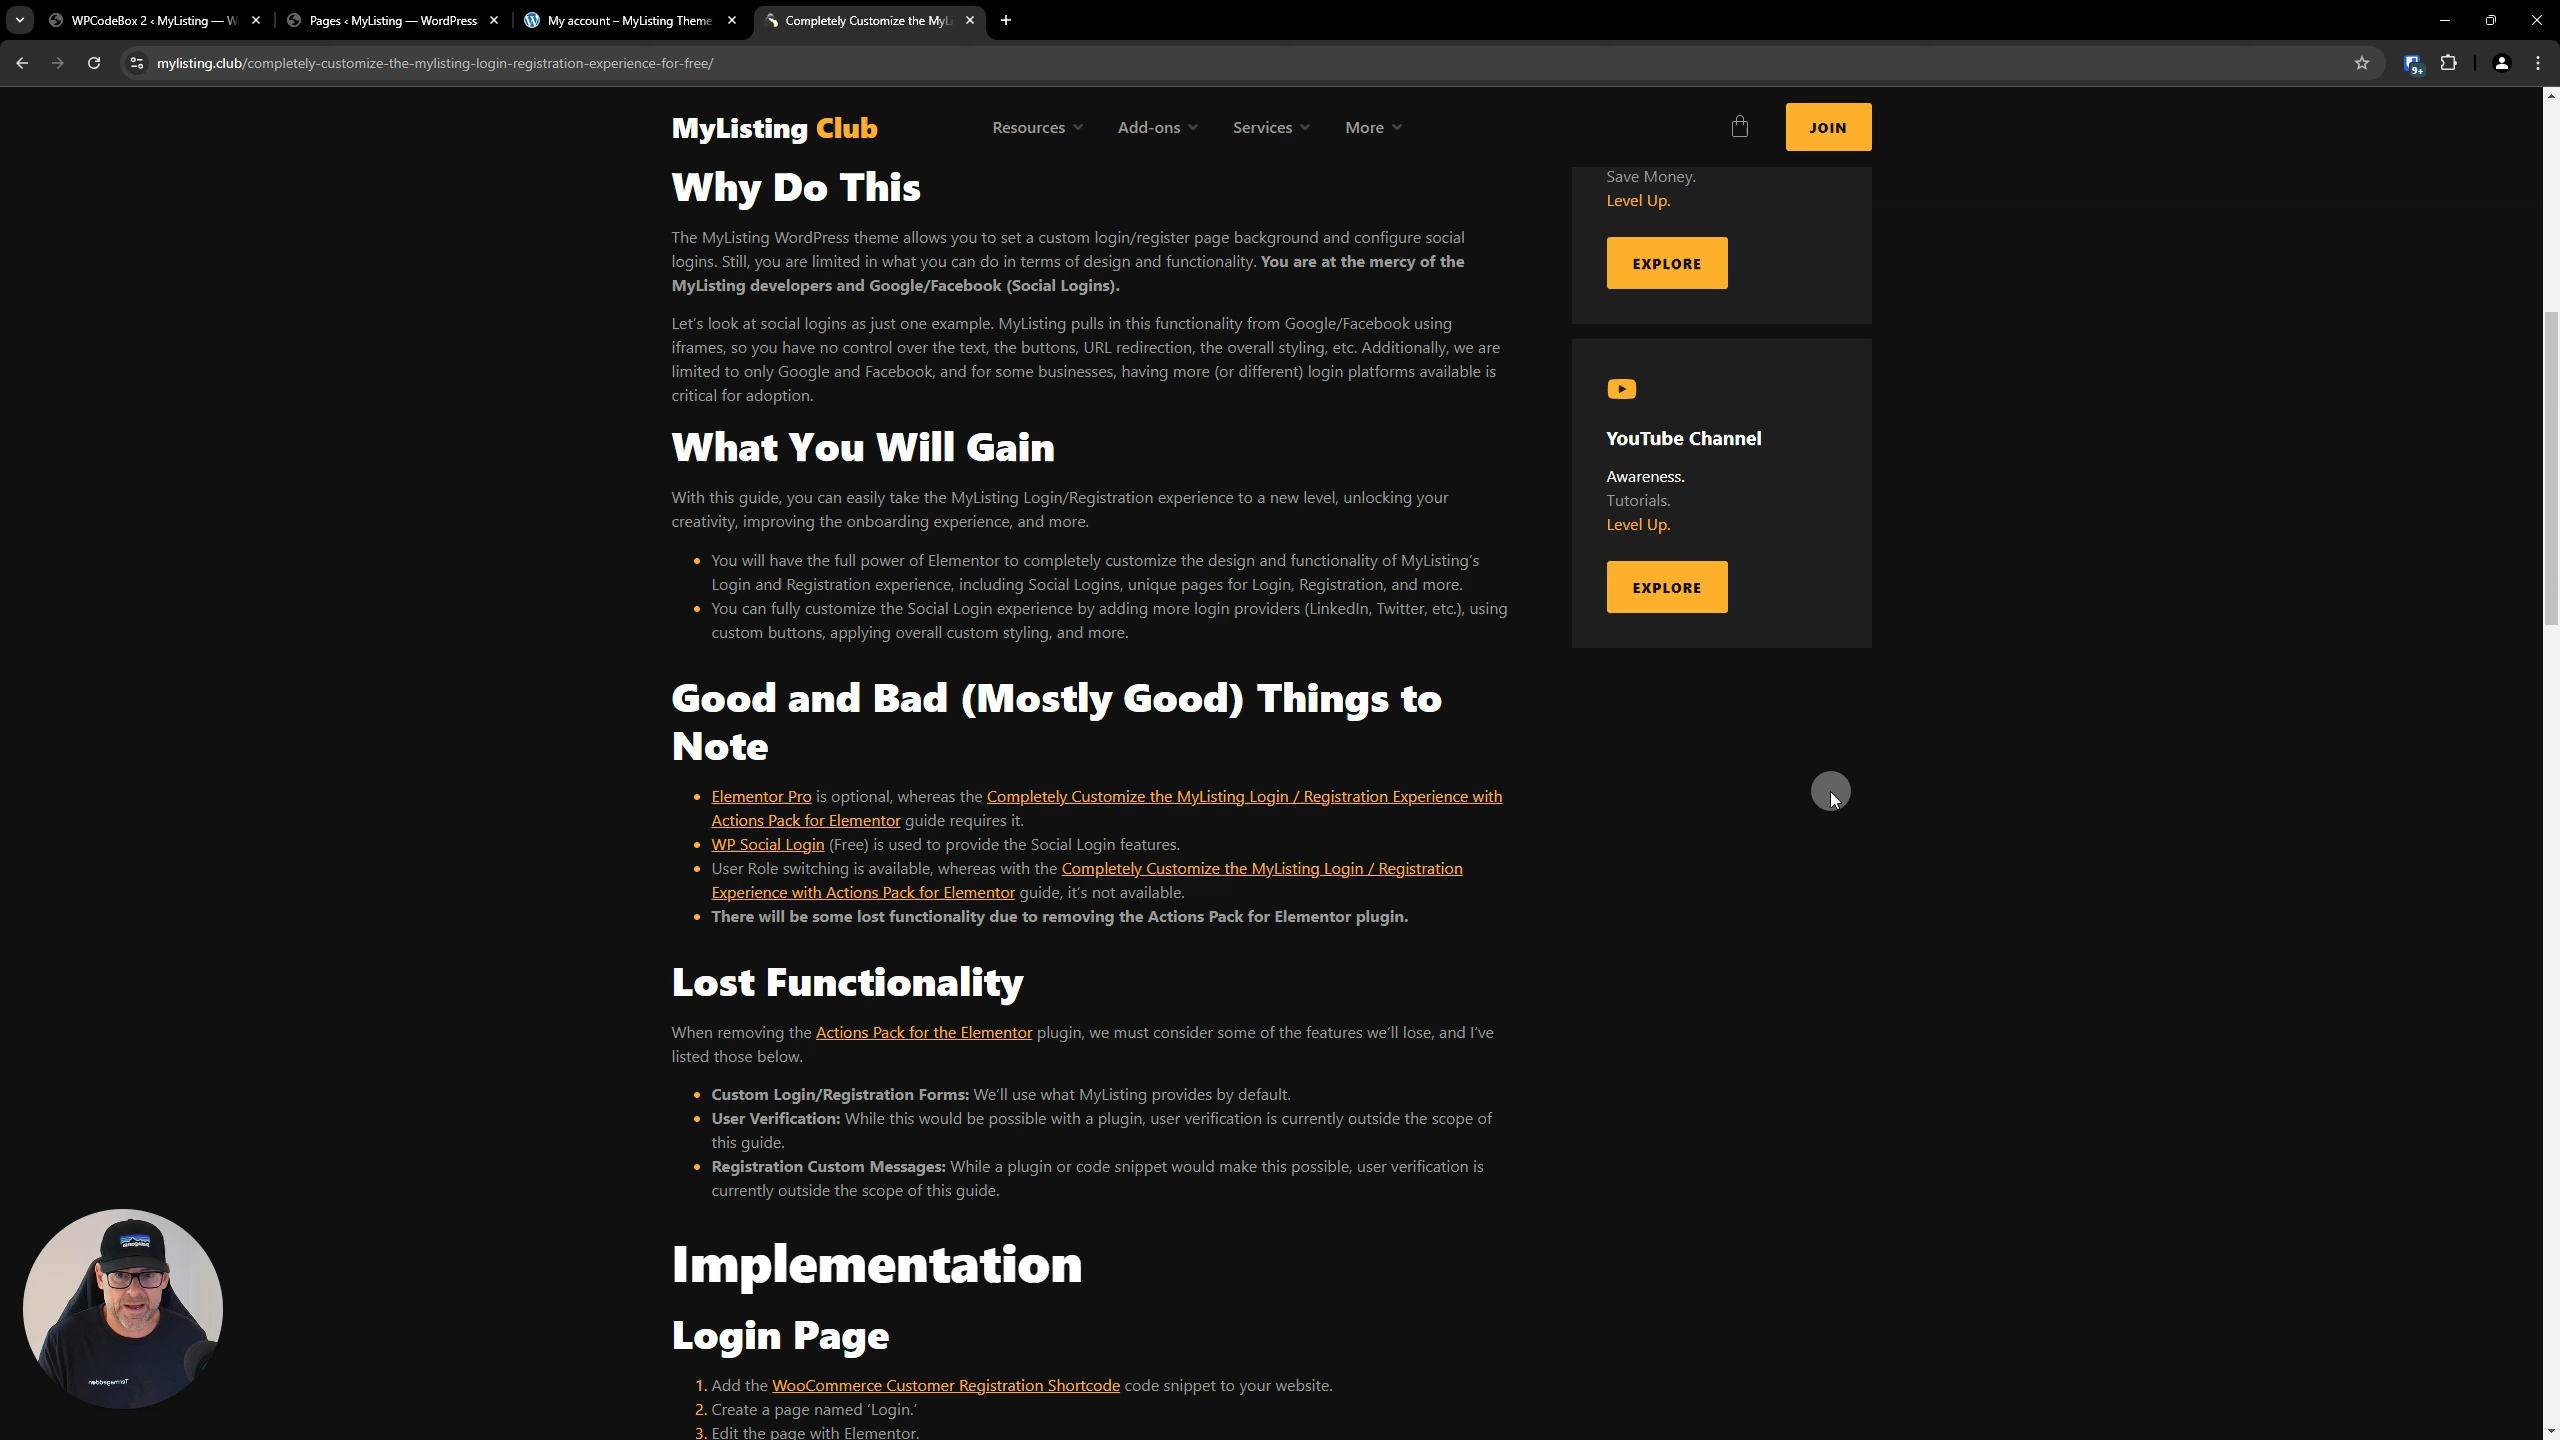 WPCodeBox 2 ‹ MyListing — W
Pages ‹ MyListing — WordPress
My account – MyListing Theme
Completely Customize the MyLi
mylisting.club/completely-customize-the-mylisting-login-registration-experience-for-free/
9+
MyListing Club
Resources
Add-ons
Services
More
JOIN
Why Do This
The MyListing WordPress theme allows you to set a custom login/register page background and configure social
logins. Still, you are limited in what you can do in terms of design and functionality. You are at the mercy of the
MyListing developers and Google/Facebook (Social Logins).
Let's look at social logins as just one example. MyListing pulls in this functionality from Google/Facebook using
iframes, so you have no control over the text, the buttons, URL redirection, the overall styling, etc. Additionally, we are
limited to only Google and Facebook, and for some businesses, having more (or different) login platforms available is
critical for adoption.
What You Will Gain
With this guide, you can easily take the MyListing Login/Registration experience to a new level, unlocking your
creativity, improving the onboarding experience, and more.
You will have the full power of Elementor to completely customize the design and functionality of MyListing's
Login and Registration experience, including Social Logins, unique pages for Login, Registration, and more.
You can fully customize the Social Login experience by adding more login providers (LinkedIn, Twitter, etc.), using
custom buttons, applying overall custom styling, and more.
Good and Bad (Mostly Good) Things to
Note
Elementor Pro is optional, whereas the Completely Customize the MyListing Login / Registration Experience with
Actions Pack for Elementor guide requires it.
WP Social Login (Free) is used to provide the Social Login features.
User Role switching is available, whereas with the Completely Customize the MyListing Login / Registration
Experience with Actions Pack for Elementor guide, it's not available.
There will be some lost functionality due to removing the Actions Pack for Elementor plugin.
Lost Functionality
When removing the Actions Pack for the Elementor plugin, we must consider some of the features we'll lose, and I've
listed those below.
Custom Login/Registration Forms: We'll use what MyListing provides by default.
User Verification: While this would be possible with a plugin, user verification is currently outside the scope of
this guide.
Registration Custom Messages: While a plugin or code snippet would make this possible, user verification is
currently outside the scope of this guide.
Implementation
Login Page
1. Add the WooCommerce Customer Registration Shortcode code snippet to your website.
2. Create a page named 'Login.'
3. Edit the page with Elementor.
Save Money.
Level Up.
EXPLORE
YouTube Channel
Awareness.
Tutorials.
Level Up.
EXPLORE